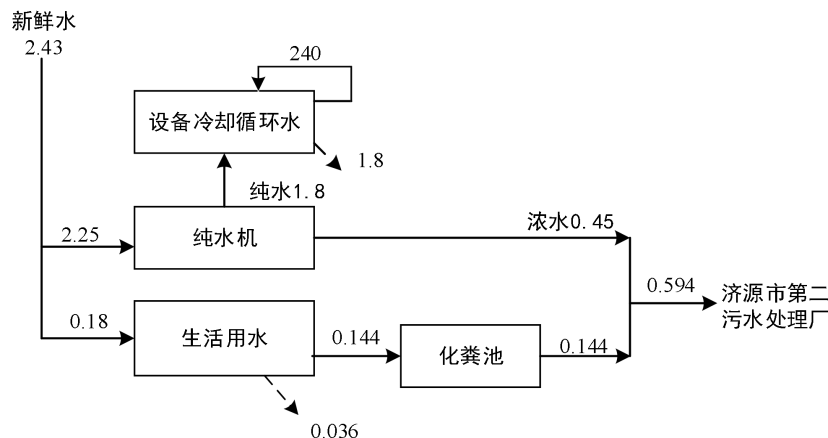 新鲜水
2.43
240
设备冷却循环水
1.8
纯水1.8
2.25
纯水机
浓水0.45
0.594
济源市第二
污水处理厂
0.18
生活用水
0.144
化粪池
0.144
0.036